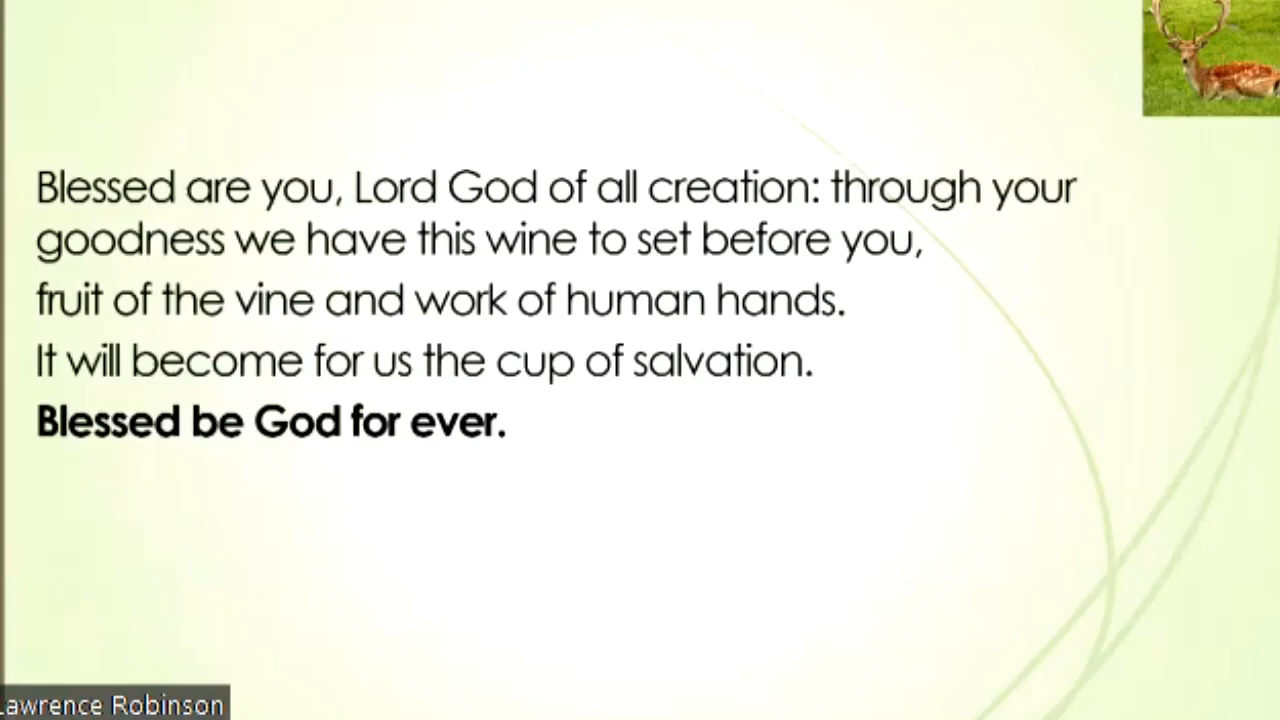 Blessed are you, Lord God of all creation: through your
goodness we have this wine to set before you,
fruit of the vine and work of human hands.
It will become for us the cup of salvation.
Blessed be God for ever.
Lawrence Robinson